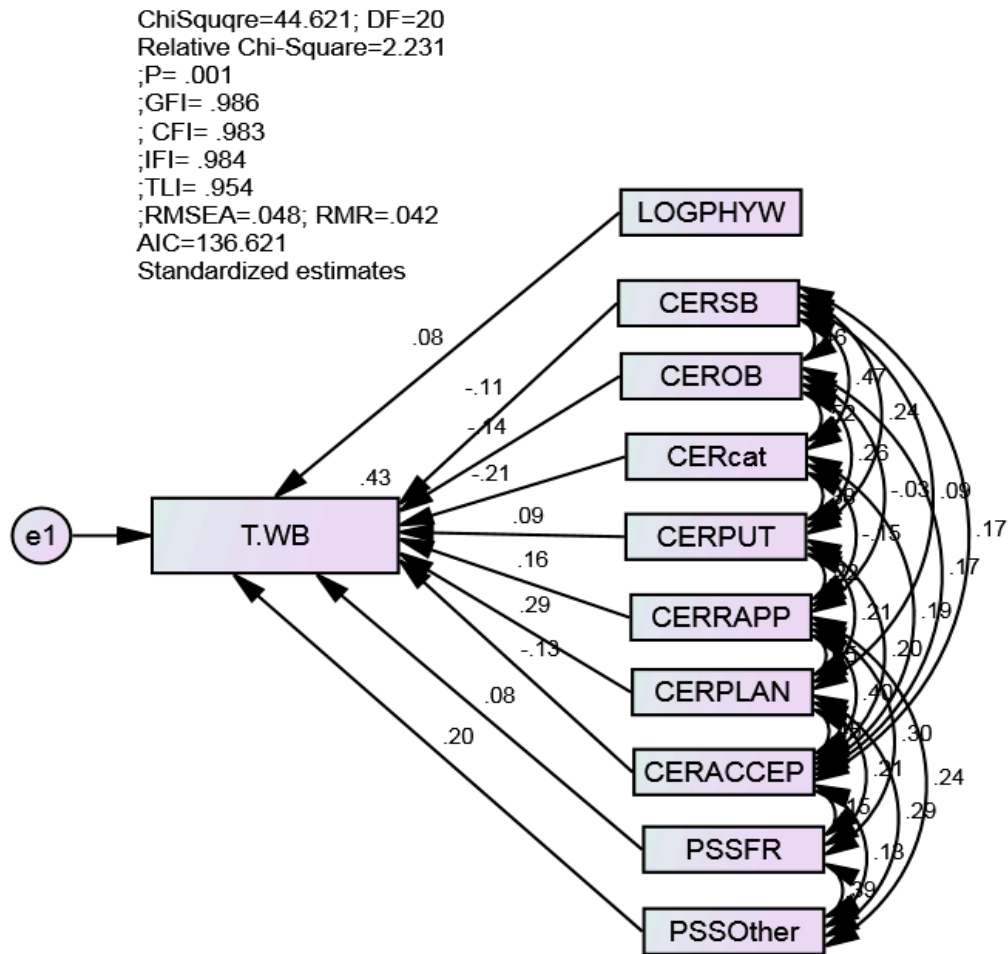 ChiSquqre=44.621; DF=20
Relative Chi-Square=2.231
;P= .001
;GFI= .986
; CFI= .983
;IFI= .984
;TLI= .954
;RMSEA=.048; RMR=.042
AIC=136.621
Standardized estimates
LOGPHYW
CERSB
CEROB
CERcat
CERPUT
CERRAPP
CERPLAN
CERACCEP
PSSFR
PSSOther
e1
T.WB
.43
.08
-.11
-.14
-.21
.09
.16
.29
-.13
.08
.20
.47
.24
.26
-.03
.09
.17
-.15
.17
.21
.19
.20
.40
.30
.21
.24
.29
.15
.13
.39